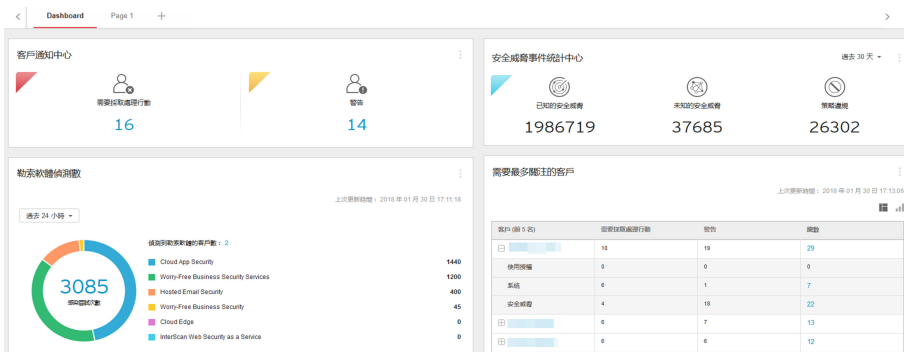 Dashboard Page 1 +
客戶通知中心
需要採取處理行動
16
警告
14
安全威脅事件統計中心
過去 30 天
已知的安全威脅
1986719
未知的安全威脅
37685
策略違規
26302
勒索軟體偵測數
上次更新時間： 2018 年 01 月 30 日 17:11:18
過去 24 小時
3085
感染嘗試次數
偵測到勒索軟體的客戶數： 2
Cloud App Security 1440
Worry-Free Business Security Services 1200
Hosted Email Security 400
Worry-Free Business Security 45
Cloud Edge 0
InterScan Web Security as a Service 0
需要最多關注的客戶
上次更新時間： 2018 年 01 月 30 日 17:13:06
客戶 (前 5 名) 需要採取處理行動 警告 總數
10 19 29
使用授權 0 0 0
系統 6 1 7
安全威脅 4 18 22
6 7 13
6 6 12